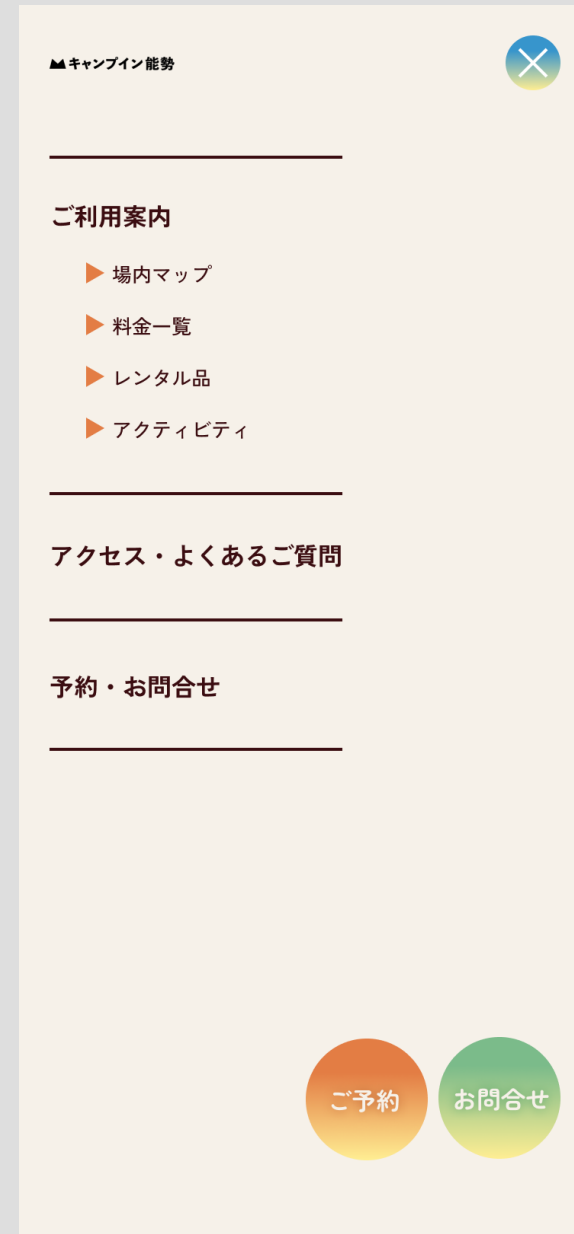 キャンプイン能勢
ご利用案内
場内マップ
料金一覧
レンタル品
アクティビティ
アクセス・よくあるご質問
予約・お問合せ
ご予約
お問合せ